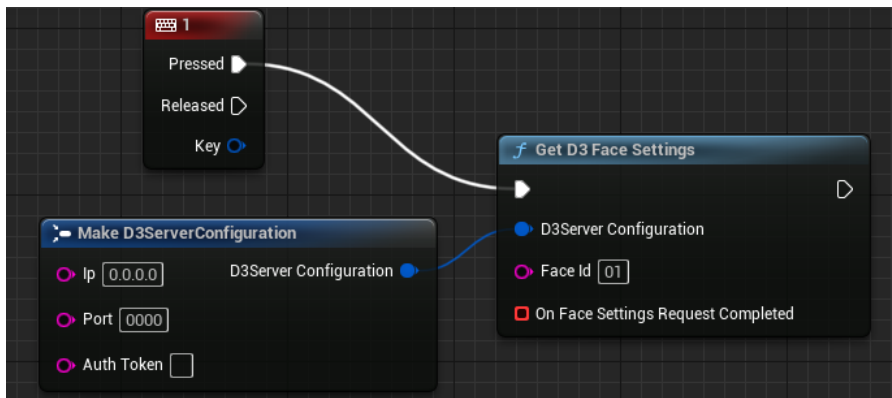 1
Pressed
Released
Key
Get D3 Face Settings
D3Server Configuration
Face Id 01
On Face Settings Request Completed
Make D3ServerConfiguration
Ip 0.0.0.0 D3Server Configuration
Port 0000
Auth Token